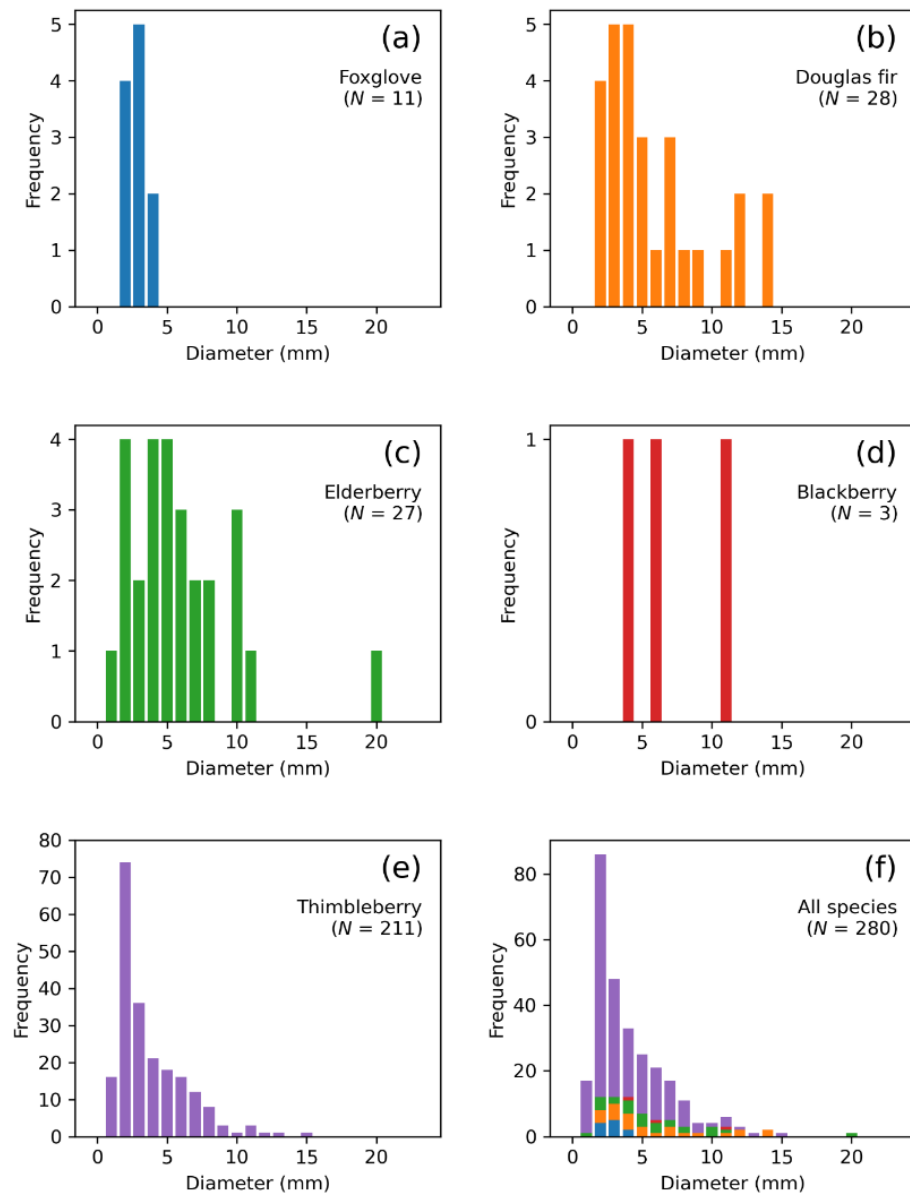 (a)
Foxglove
(N = 11)
Frequency
5
4
3
2
1
0
0 5 10 15 20
Diameter (mm)
(b)
Douglas fir
(N = 28)
Frequency
5
4
3
2
1
0
0 5 10 15 20
Diameter (mm)
(c)
Elderberry
(N = 27)
Frequency
4
3
2
1
0
0 5 10 15 20
Diameter (mm)
(d)
Blackberry
(N = 3)
Frequency
1
0
0 5 10 15 20
Diameter (mm)
(e)
Thimbleberry
(N = 211)
Frequency
80
70
60
50
40
30
20
10
0
0 5 10 15 20
Diameter (mm)
(f)
All species
(N = 280)
Frequency
80
60
40
20
0
0 5 10 15 20
Diameter (mm)